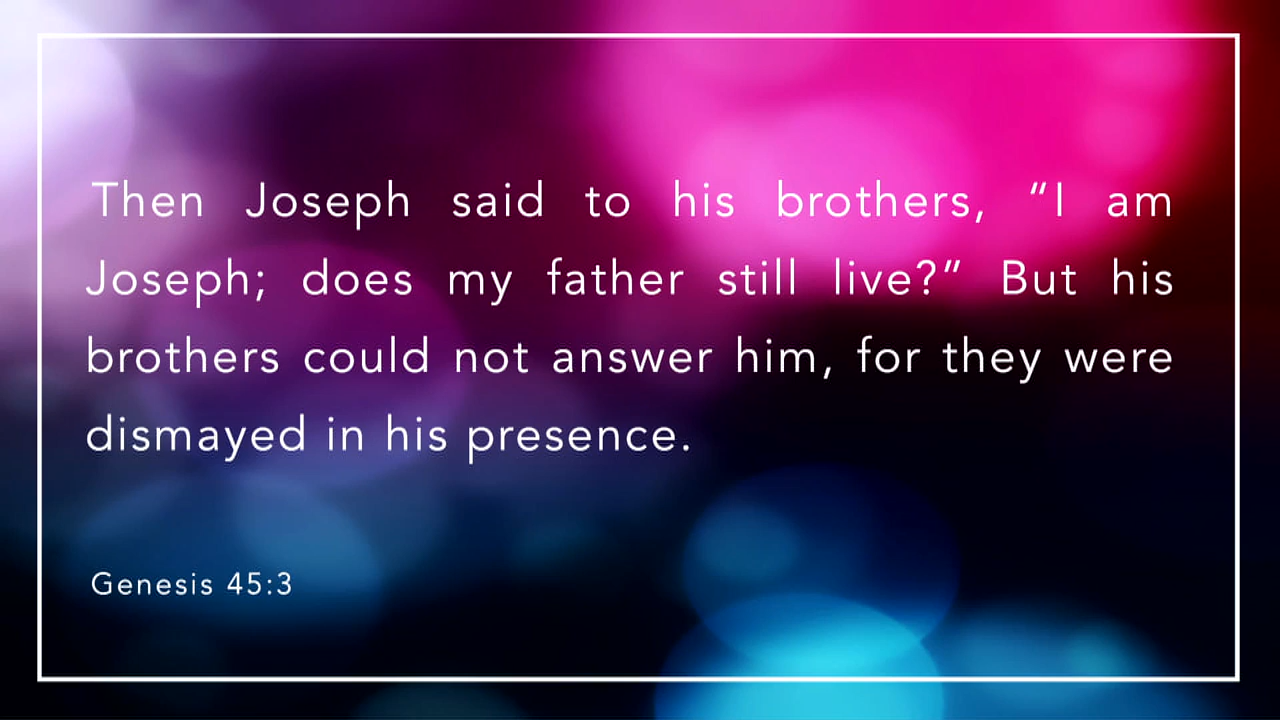 Then Joseph said to his brothers, “I am
Joseph; does my father still live?” But his
brothers could not answer him, for they were
dismayed in his presence.
Genesis 45:3